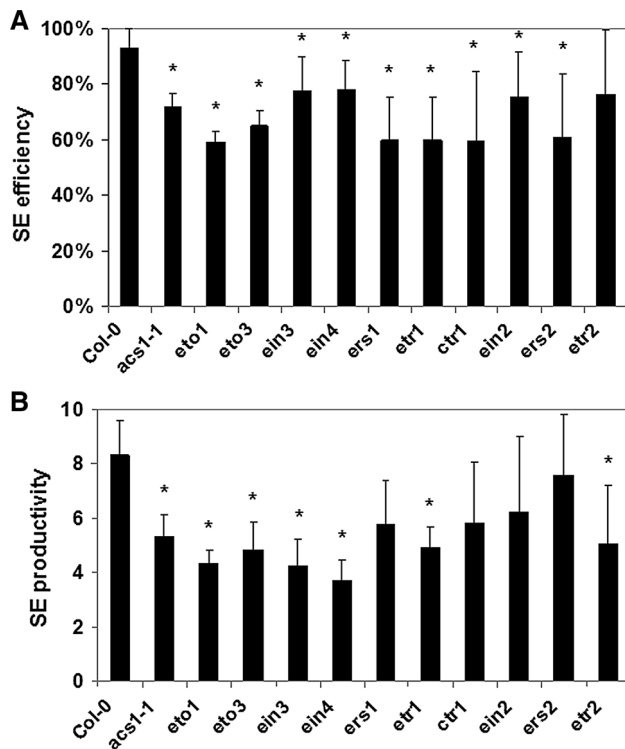 A
100%
* * * * * * * * * *
80%
60%
40%
20%
0%
SE efficiency
Col-0 acs1-1 eto1 eto3 ein3 ein4 ers1 etr1 ctr1 ein2 ers2 etr2
B
10
8
6
4
2
0
* * * * * * *
SE productivity
Col-0 acs1-1 eto1 eto3 ein3 ein4 ers1 etr1 ctr1 ein2 ers2 etr2